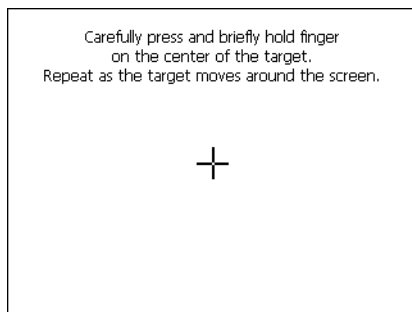 Carefully press and briefly hold finger
on the center of the target.
Repeat as the target moves around the screen.